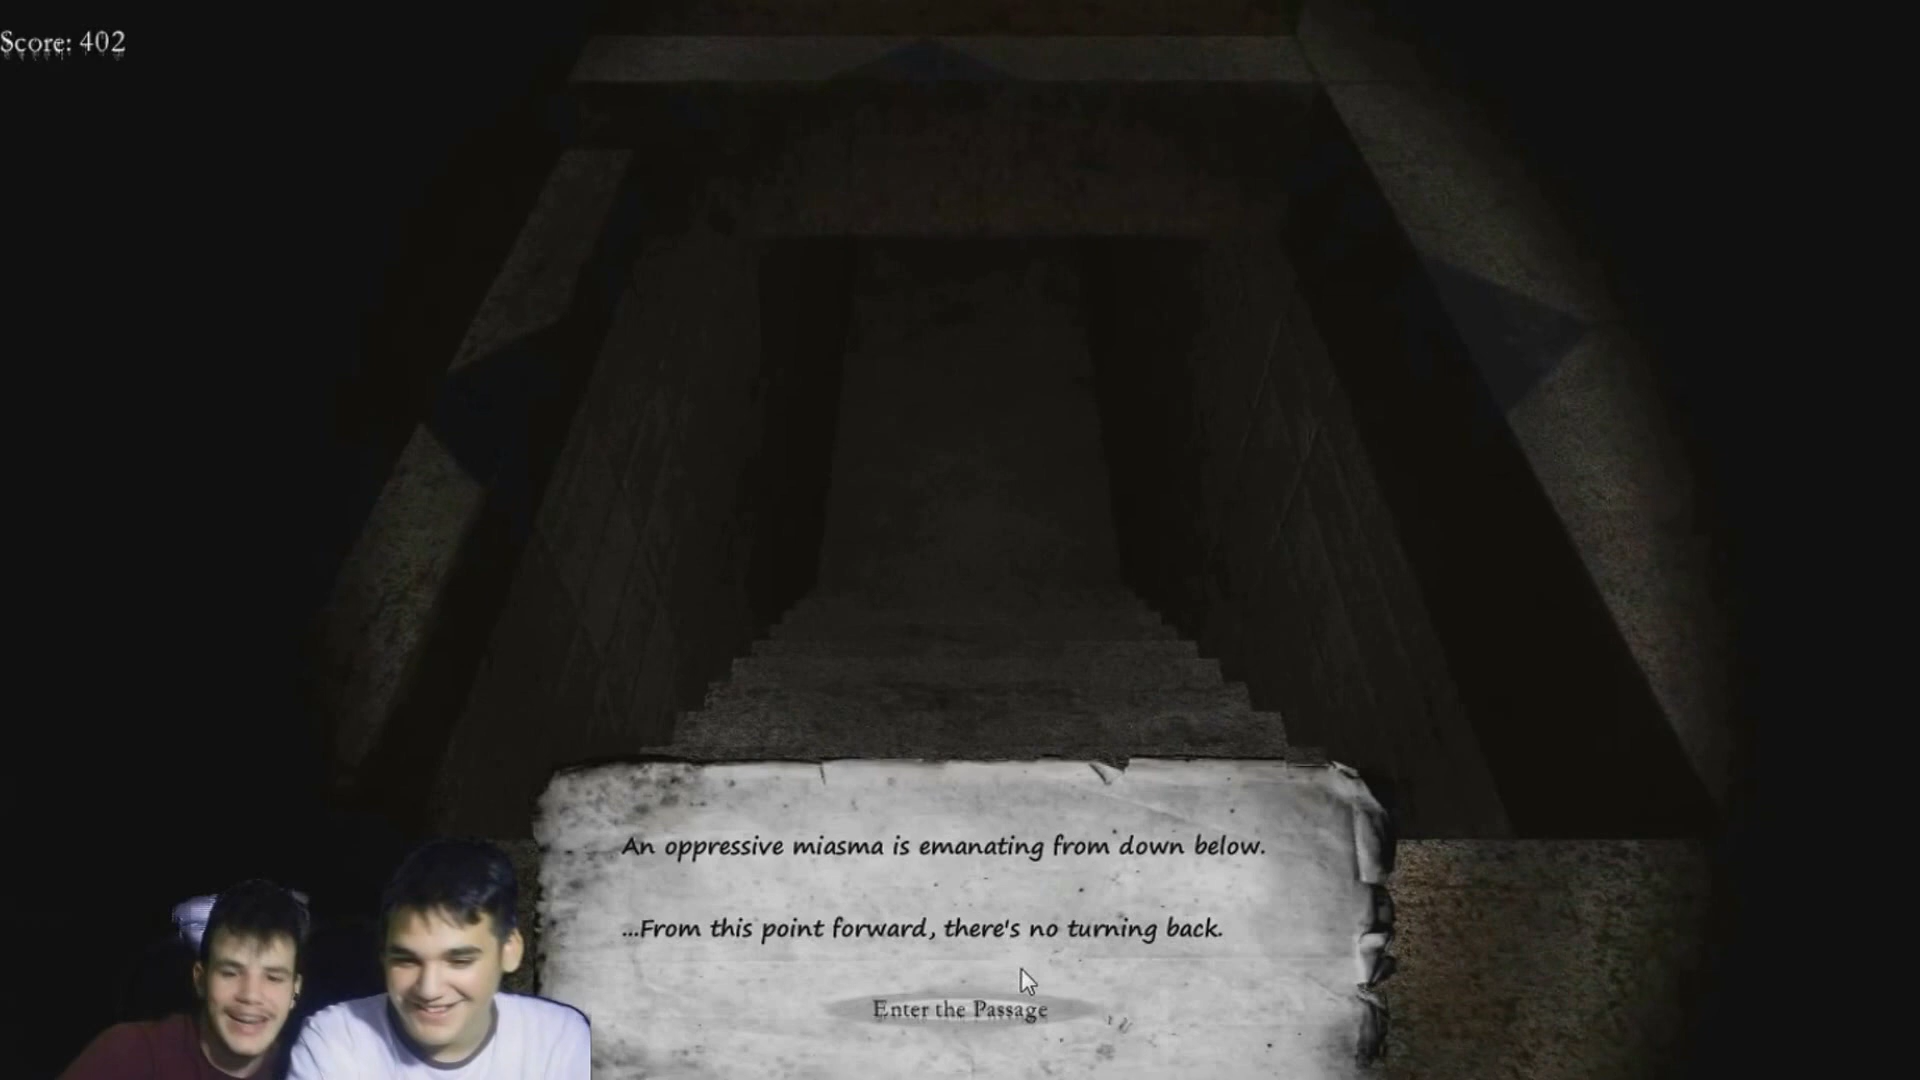 Score: 402
An oppressive miasma is emanating from down below.
...From this point forward, there's no turning back.
Enter the Passage